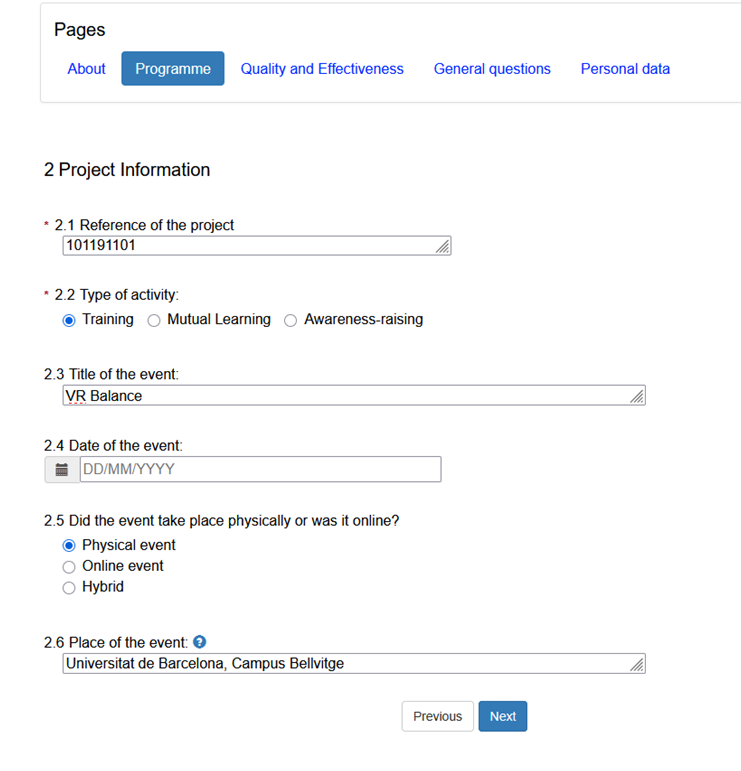 Pages
About Programme Quality and Effectiveness General questions Personal data
2 Project Information
* 2.1 Reference of the project
101191101
* 2.2 Type of activity:
Training Mutual Learning Awareness-raising
2.3 Title of the event:
VR Balance
2.4 Date of the event:
DD/MM/YYYY
2.5 Did the event take place physically or was it online?
Physical event
Online event
Hybrid
2.6 Place of the event: ?
Universitat de Barcelona, Campus Bellvitge
Previous Next